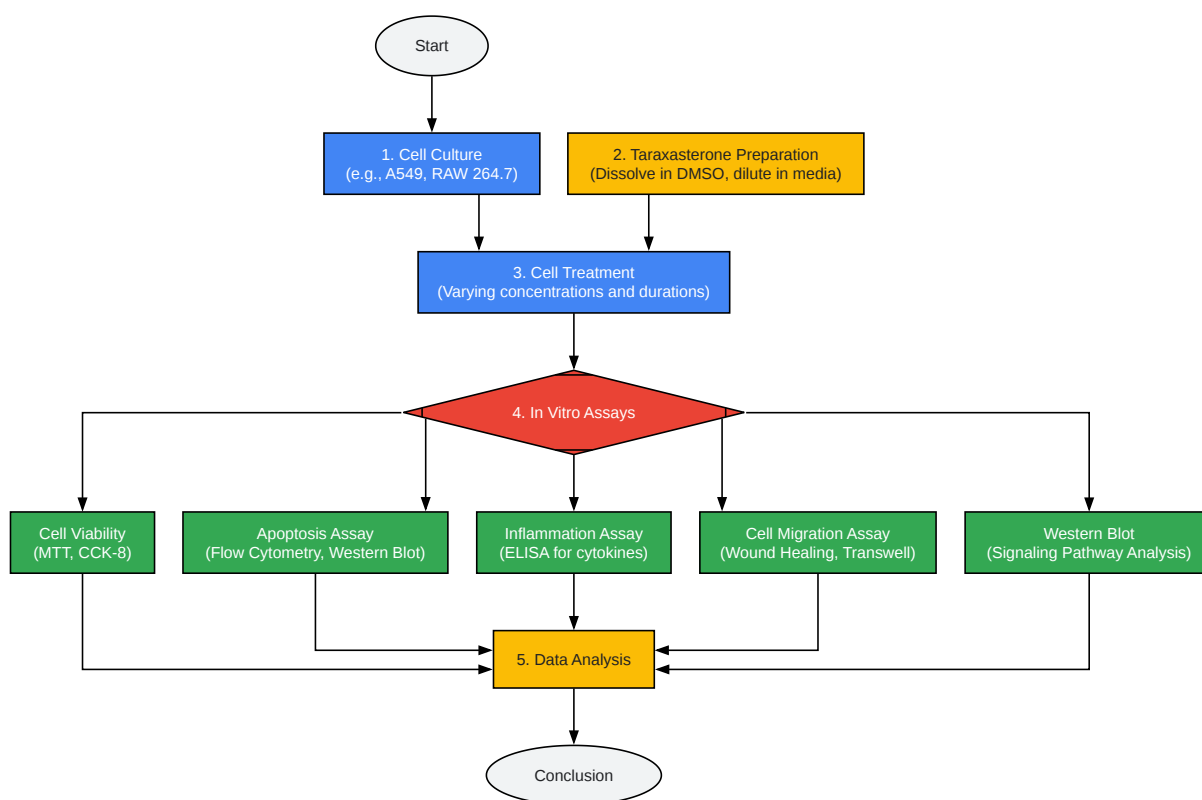 Start
1. Cell Culture
(e.g., A549, RAW 264.7)
2. Taraxasterone Preparation
(Dissolve in DMSO, dilute in media)
3. Cell Treatment
(Varying concentrations and durations)
4. In Vitro Assays
Cell Viability
(MTT, CCK-8)
Apoptosis Assay
(Flow Cytometry, Western Blot)
Inflammation Assay
(ELISA for cytokines)
Cell Migration Assay
(Wound Healing, Transwell)
Western Blot
(Signaling Pathway Analysis)
5. Data Analysis
Conclusion